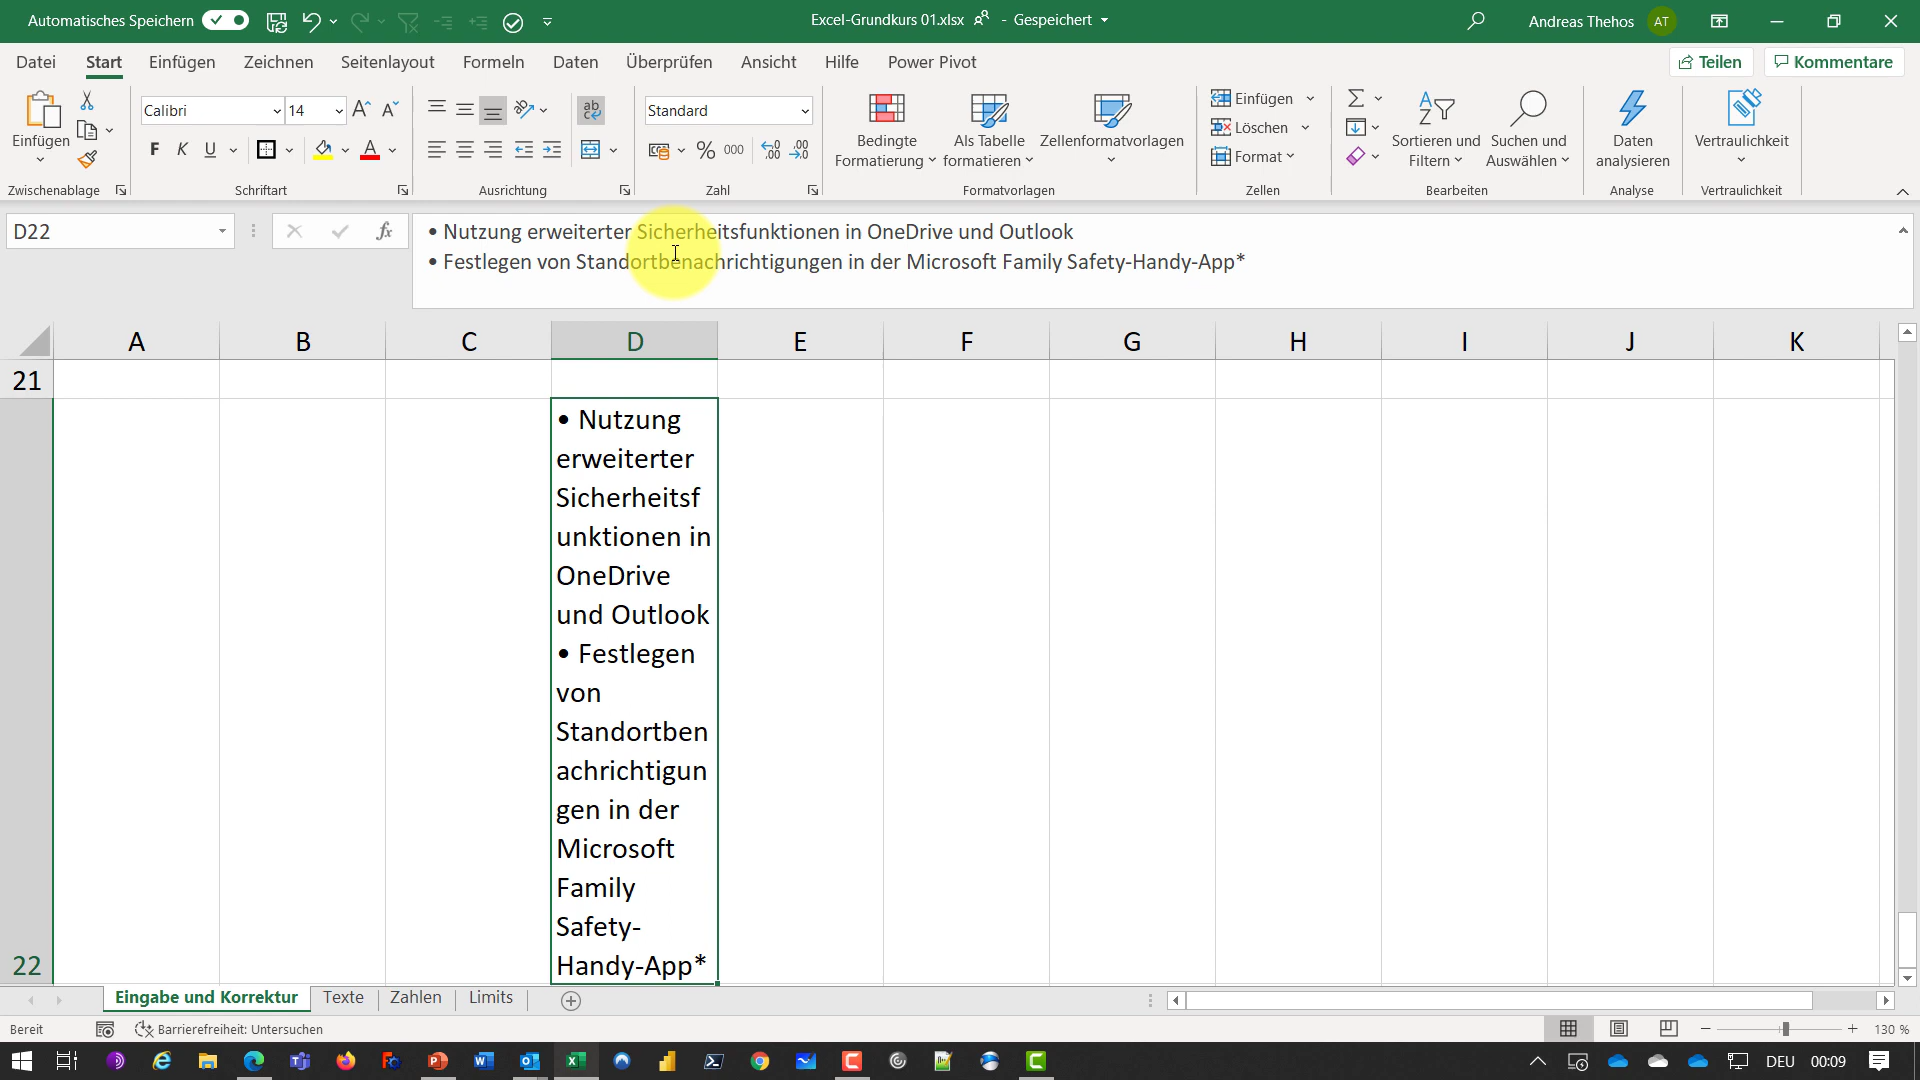 Automatisches Speichern
Excel-Grundkurs 01.xlsx - Gespeichert
Andreas Thehos AT
Datei Start Einfügen Zeichnen Seitenlayout Formeln Daten Überprüfen Ansicht Hilfe Power Pivot
Teilen Kommentare
Einfügen
Zwischenablage
Calibri 14
F K U
Schriftart
Ausrichtung
Standard
% 000
Zahl
Bedingte Formatierung
Als Tabelle formatieren
Zellenformatvorlagen
Formatvorlagen
Einfügen
Löschen
Format
Zellen
Sortieren und Filtern
Suchen und Auswählen
Bearbeiten
Daten analysieren
Analyse
Vertraulichkeit
Vertraulichkeit
D22
fx
• Nutzung erweiterter Sicherheitsfunktionen in OneDrive und Outlook
• Festlegen von Standortbenachrichtigungen in der Microsoft Family Safety-Handy-App*
A B C D E F G H I J K
21
• Nutzung
erweiterter
Sicherheitsf
unktionen in
OneDrive
und Outlook
• Festlegen
von
Standortben
achrichtigun
gen in der
Microsoft
Family
Safety-
Handy-App*
22
Eingabe und Korrektur Texte Zahlen Limits
Bereit
Barrierefreiheit: Untersuchen
130 %
DEU 00:09